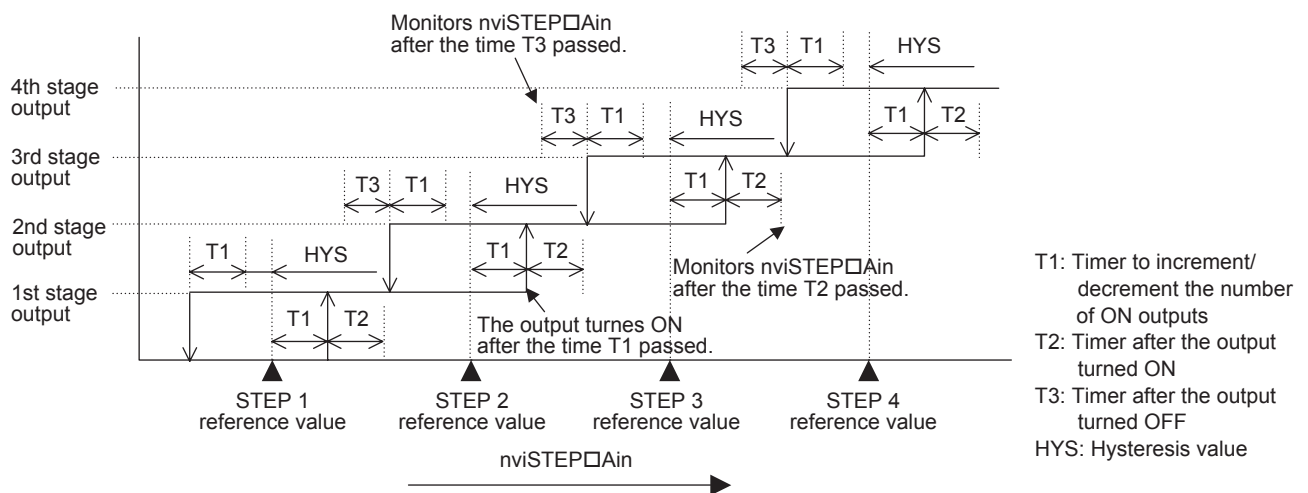 Monitors nviSTEP□Ain
after the time T3 passed.
T3 T1 HYS
4th stage
output
T3 T1 HYS T1 T2
3rd stage
output
T3 T1 HYS T1 T2
2nd stage
output
T1 HYS T1 T2
Monitors nviSTEP□Ain
after the time T2 passed.
1st stage
output
T1 T2
The output turnes ON
after the time T1 passed.
STEP 1
reference value
STEP 2
reference value
STEP 3
reference value
STEP 4
reference value
nviSTEP□Ain
T1: Timer to increment/
decrement the number
of ON outputs
T2: Timer after the output
turned ON
T3: Timer after the output
turned OFF
HYS: Hysteresis value